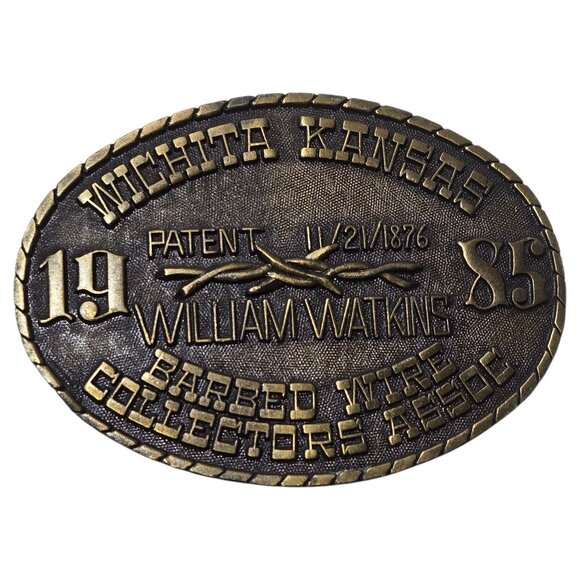 WICHITA KANSAS
PATENT 11/21/1876
19 85
WILLIAM WATKINS'
BARBED WIRE
COLLECTORS ASSOC